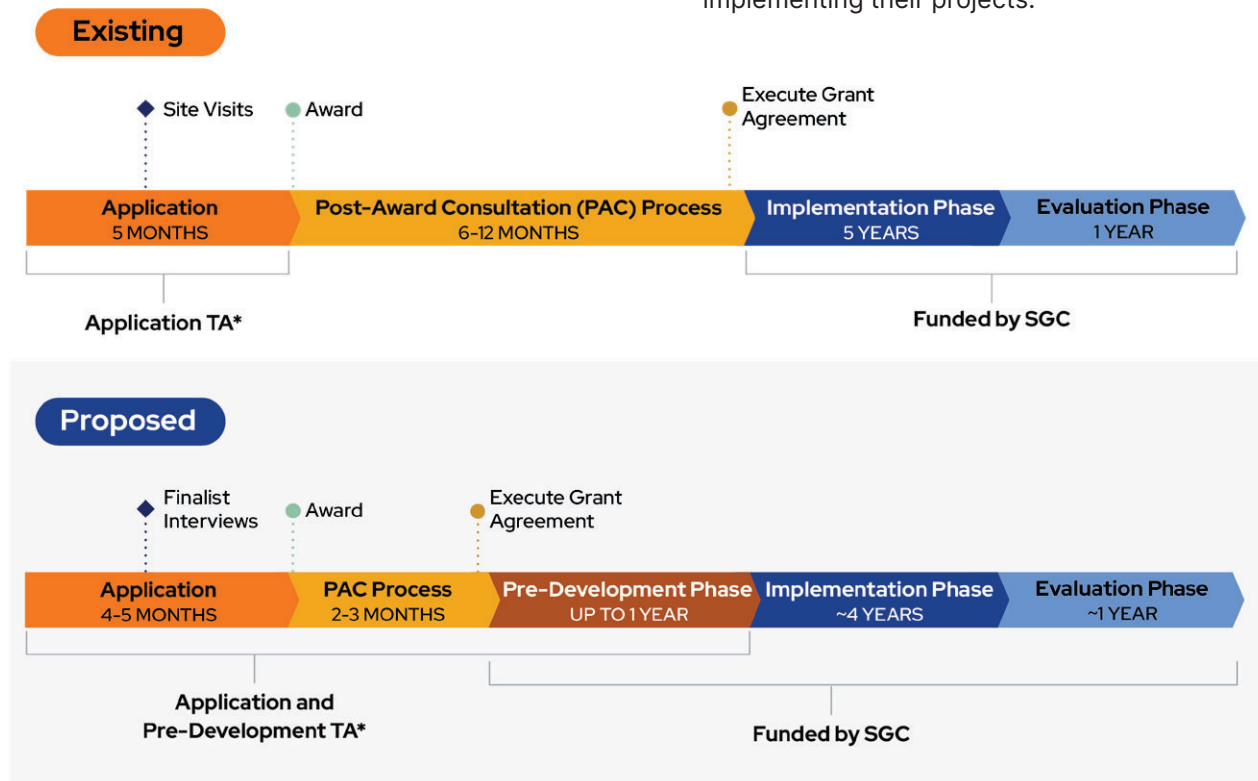 implementing their projects.
Existing
Site Visits
Award
Execute Grant
Agreement
Application
5 MONTHS
Post-Award Consultation (PAC) Process
6-12 MONTHS
Implementation Phase
5 YEARS
Evaluation Phase
1 YEAR
Application TA*
Funded by SGC
Proposed
Finalist
Interviews
Award
Execute Grant
Agreement
Application
4-5 MONTHS
PAC Process
2-3 MONTHS
Pre-Development Phase
UP TO 1 YEAR
Implementation Phase
~4 YEARS
Evaluation Phase
~1 YEAR
Application and
Pre-Development TA*
Funded by SGC